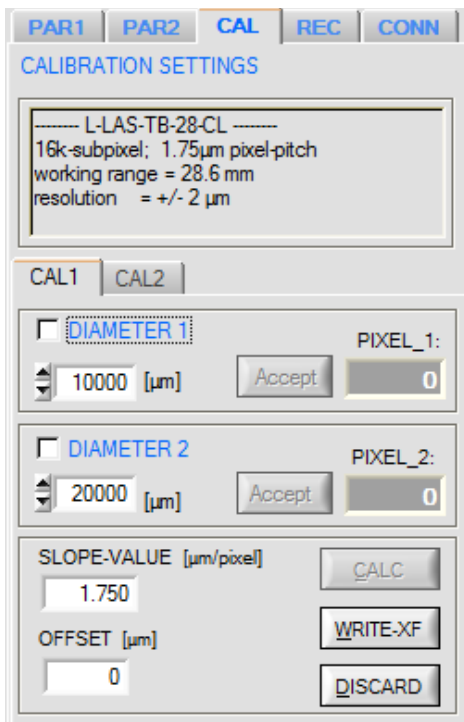 PAR1 PAR2 CAL REC CONN
CALIBRATION SETTINGS
-------- L-LAS-TB-28-CL --------
16k-subpixel; 1.75µm pixel-pitch
working range = 28.6 mm
resolution = +/- 2 µm
CAL1 CAL2
DIAMETER 1
PIXEL_1:
10000 [µm] Accept 0
DIAMETER 2
PIXEL_2:
20000 [µm] Accept 0
SLOPE-VALUE [µm/pixel]
CALC
1.750
OFFSET [µm]
WRITE-XF
0
DISCARD